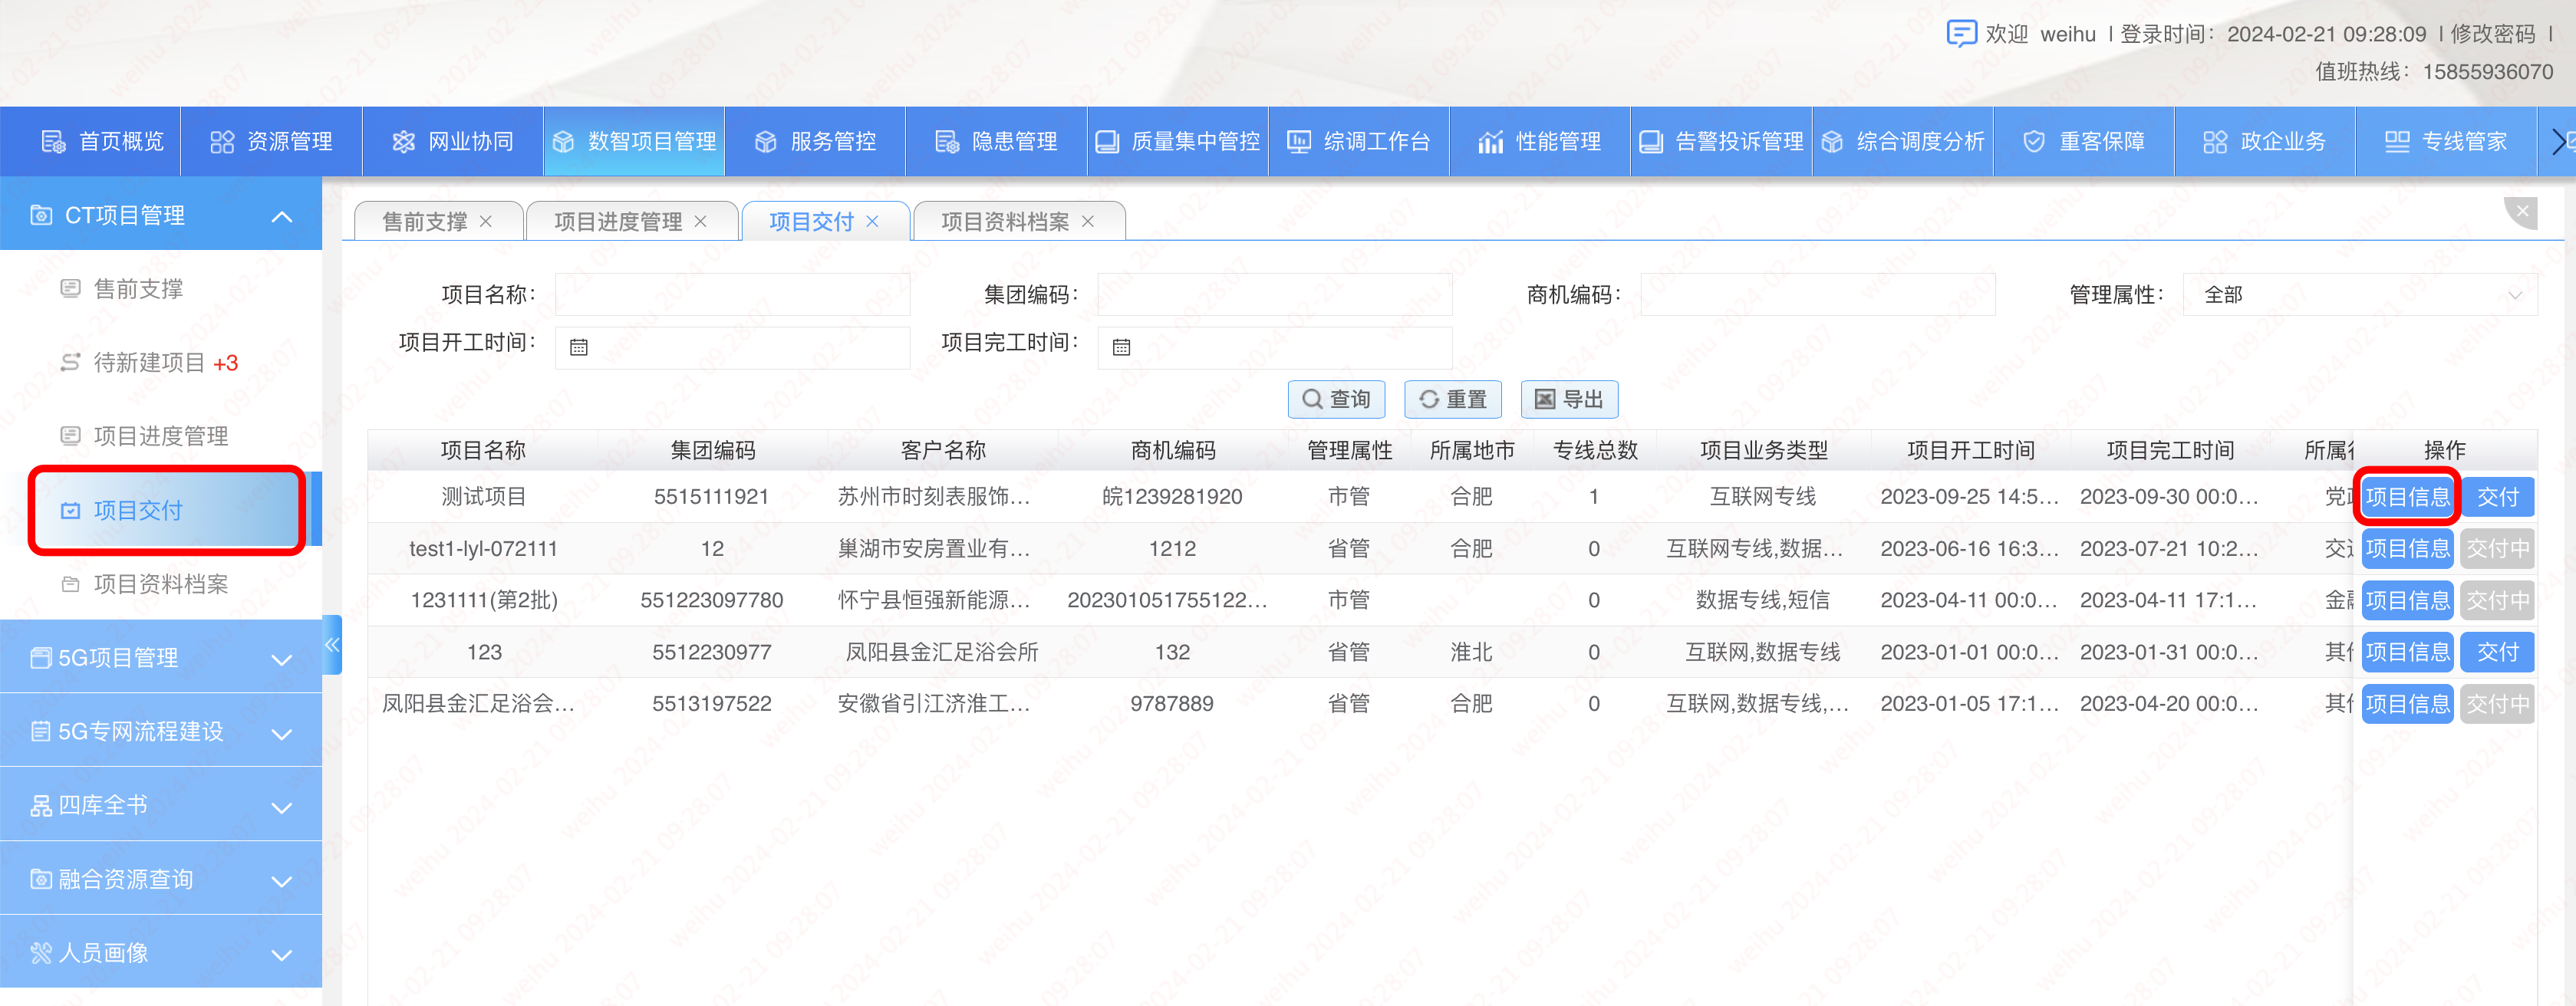 欢迎 weihu | 登录时间：2024-02-21 09:28:09 | 修改密码 |
值班热线：15855936070
首页概览 资源管理 网业协同 数智项目管理 服务管控 隐患管理 质量集中管控 综调工作台 性能管理 告警投诉管理 综合调度分析 重客保障 政企业务 专线管家
CT项目管理
售前支撑
待新建项目 +3
项目进度管理
项目交付
项目资料档案
5G项目管理
5G专网流程建设
四库全书
融合资源查询
人员画像
售前支撑 × 项目进度管理 × 项目交付 × 项目资料档案 ×
项目名称： 集团编码： 商机编码： 管理属性： 全部
项目开工时间： 项目完工时间：
查询 重置 导出
项目名称 集团编码 客户名称 商机编码 管理属性 所属地市 专线总数 项目业务类型 项目开工时间 项目完工时间 所属 操作
测试项目 5515111921 苏州市时刻表服饰... 皖1239281920 市管 合肥 1 互联网专线 2023-09-25 14:5... 2023-09-30 00:0... 党 项目信息 交付
test1-lyl-072111 12 巢湖市安房置业有... 1212 省管 合肥 0 互联网专线,数据... 2023-06-16 16:3... 2023-07-21 10:2... 交 项目信息 交付中
1231111(第2批) 551223097780 怀宁县恒强新能源... 202301051755122... 市管 0 数据专线,短信 2023-04-11 00:0... 2023-04-11 17:1... 金 项目信息 交付中
123 5512230977 凤阳县金汇足浴会所 132 省管 淮北 0 互联网,数据专线 2023-01-01 00:0... 2023-01-31 00:0... 其 项目信息 交付
凤阳县金汇足浴会... 5513197522 安徽省引江济淮工... 9787889 省管 合肥 0 互联网,数据专线,... 2023-01-05 17:1... 2023-04-20 00:0... 其 项目信息 交付中
weihu 2024-02-21 09:28:07